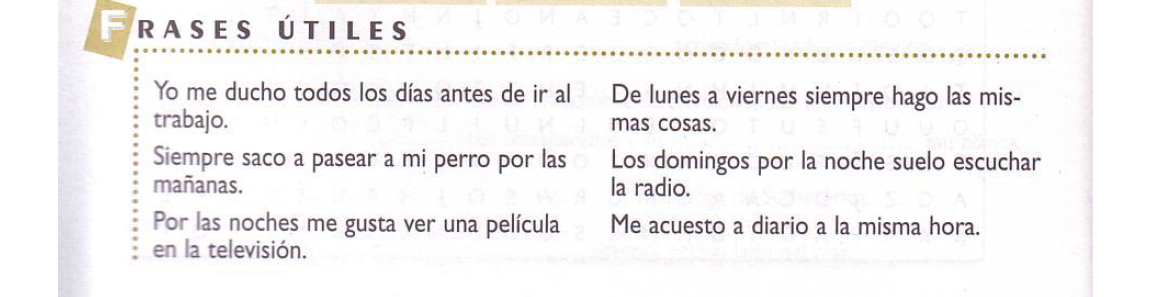 FRASES ÚTILES
Yo me ducho todos los días antes de ir al
trabajo.
Siempre saco a pasear a mi perro por las
mañanas.
Por las noches me gusta ver una película
en la televisión.
De lunes a viernes siempre hago las mis-
mas cosas.
Los domingos por la noche suelo escuchar
la radio.
Me acuesto a diario a la misma hora.